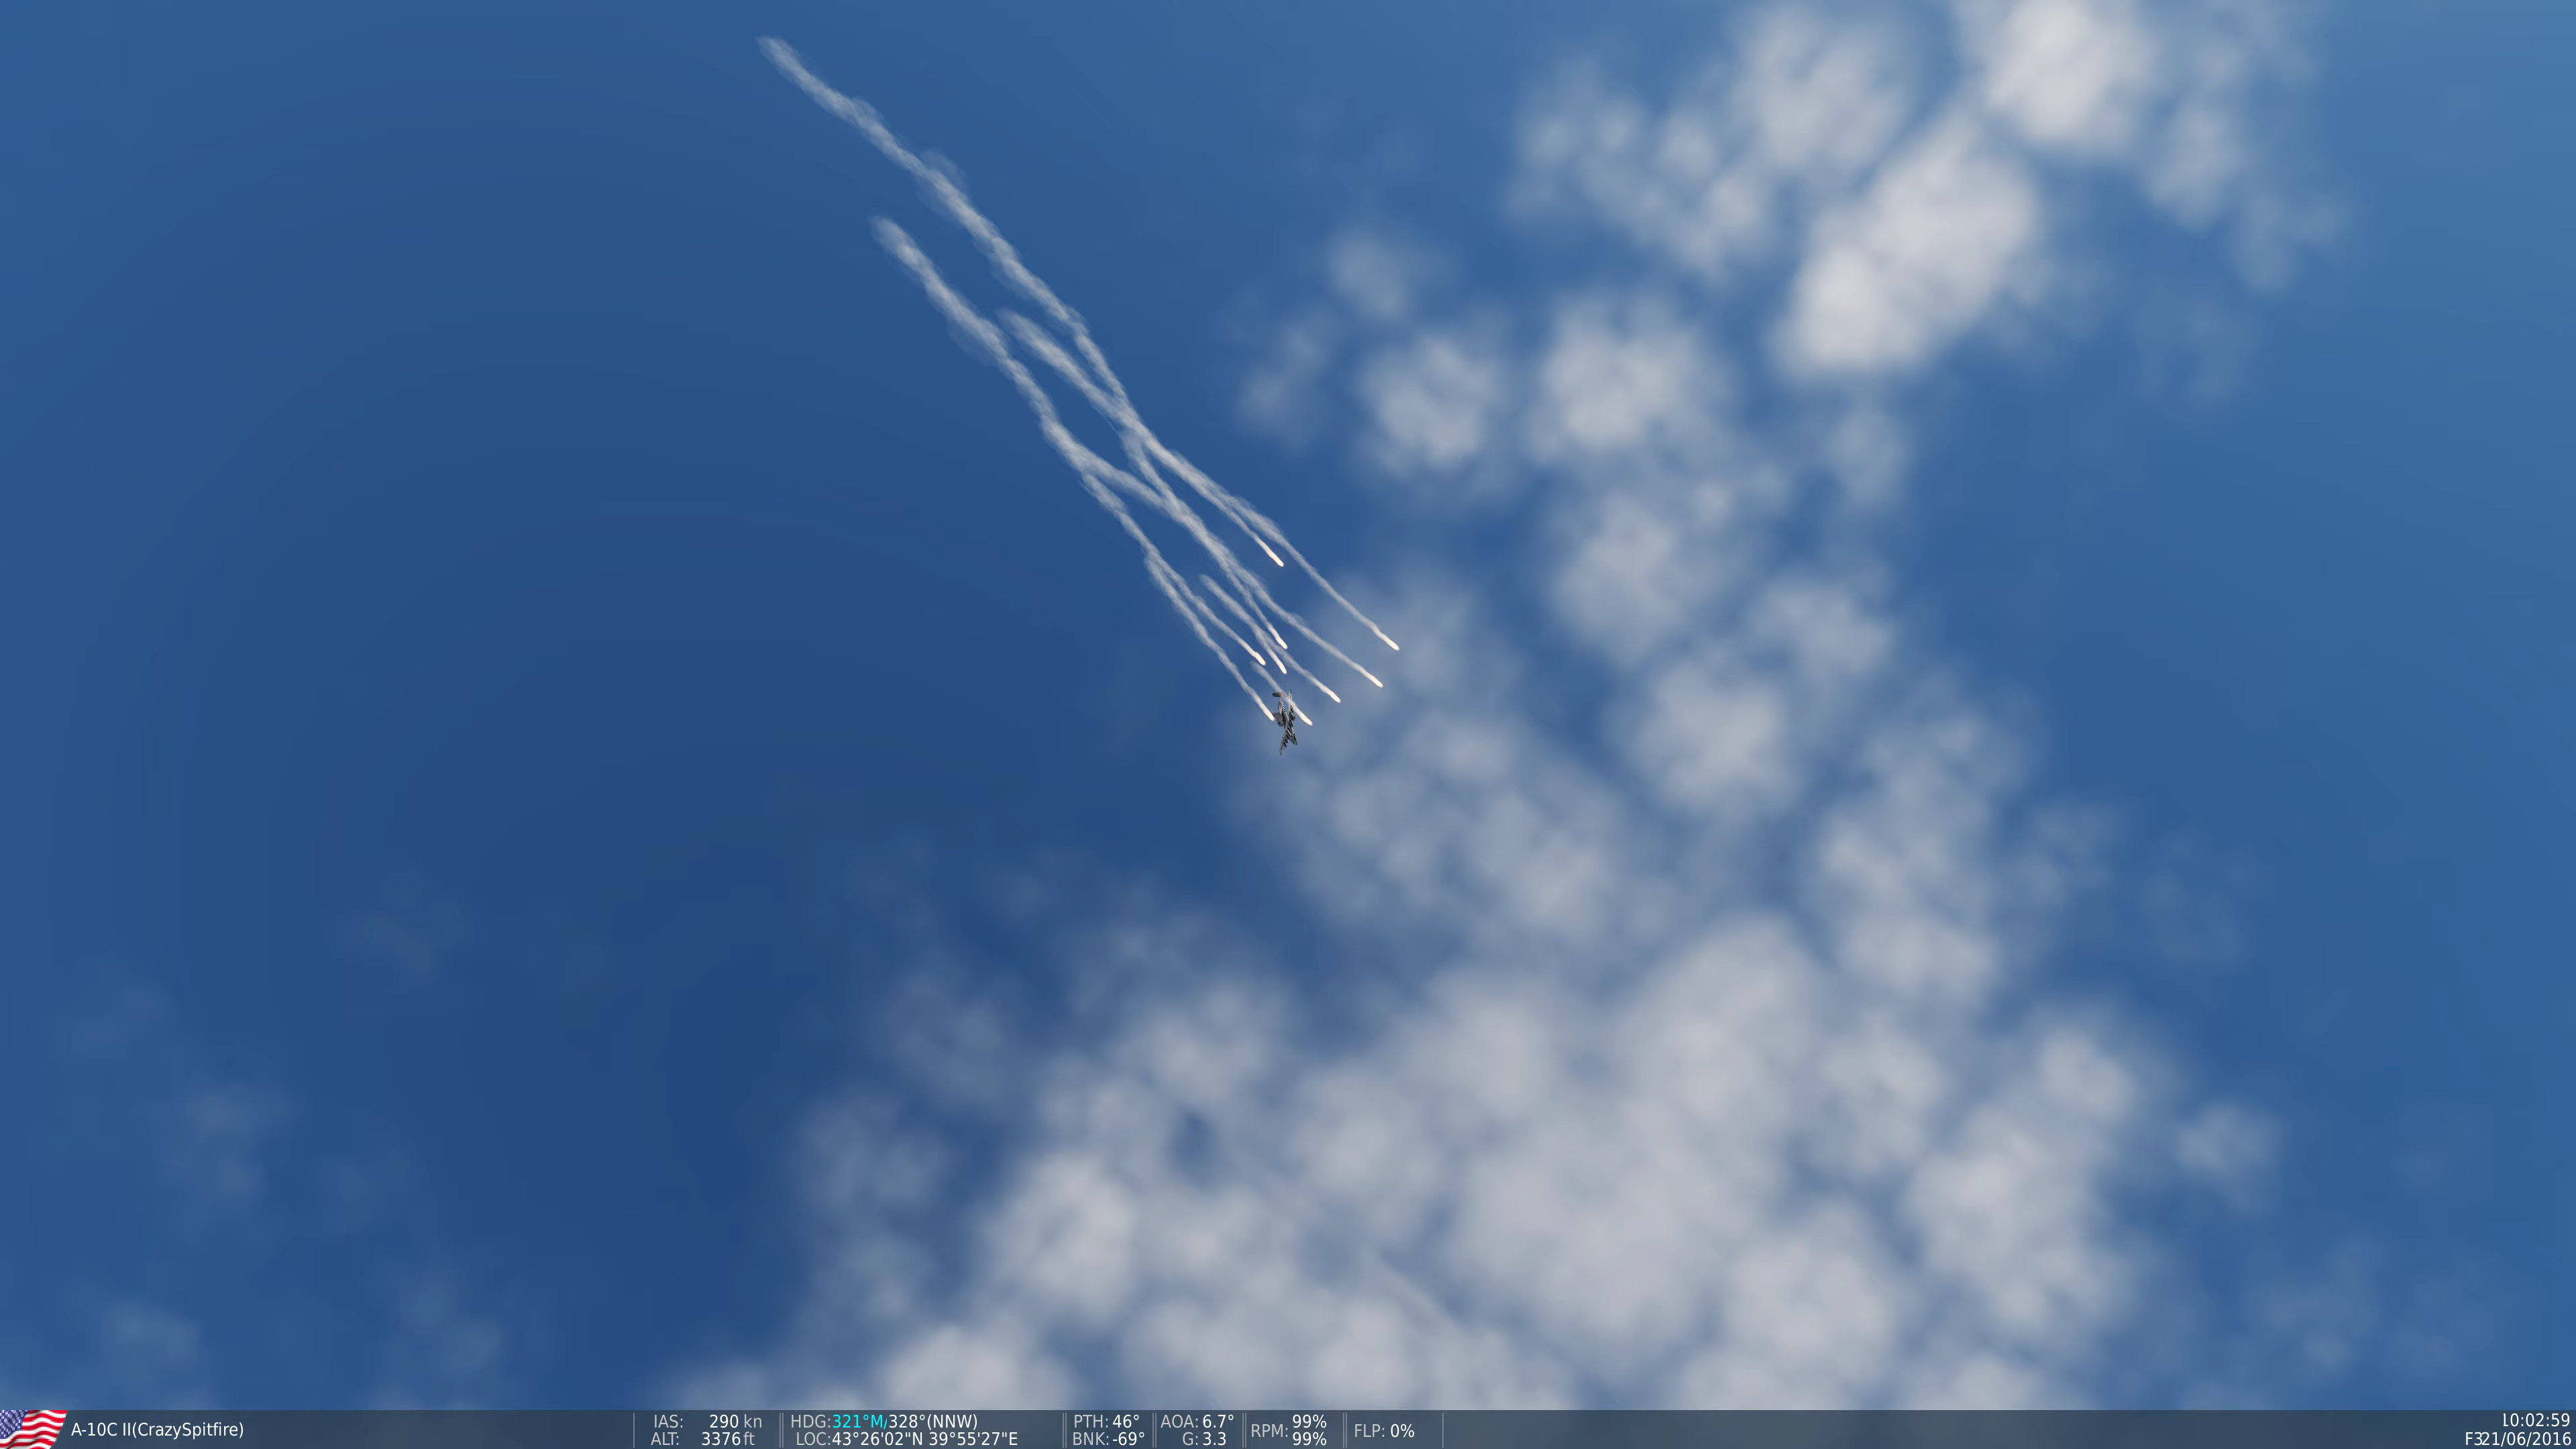 A-10C II(CrazySpitfire)
IAS: 290 kn
ALT: 3376 ft
HDG:321°M/328°(NNW)
LOC:43°26'02"N 39°55'27"E
PTH: 46°
BNK: -69°
AOA: 6.7°
G: 3.3
RPM: 99%
99%
FLP: 0%
10:02:59
F321/06/2016